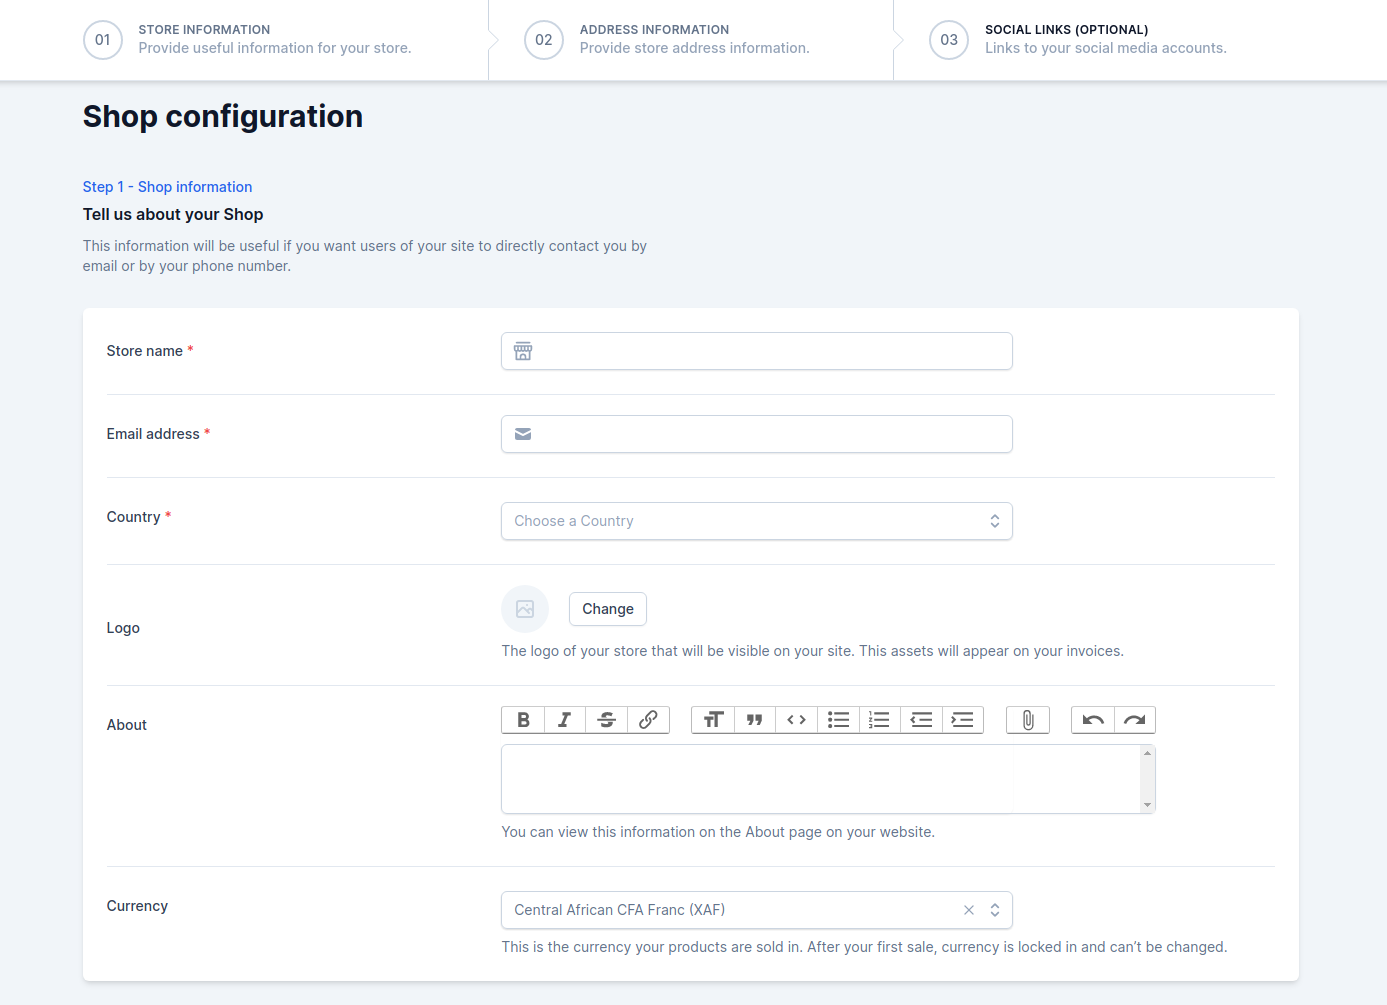 01
STORE INFORMATION
Provide useful information for your store.
02
ADDRESS INFORMATION
Provide store address information.
03
SOCIAL LINKS (OPTIONAL)
Links to your social media accounts.
Shop configuration
Step 1 - Shop information
Tell us about your Shop
This information will be useful if you want users of your site to directly contact you by
email or by your phone number.
Store name *
Email address *
Country *
Choose a Country
Logo
Change
The logo of your store that will be visible on your site. This assets will appear on your invoices.
About
You can view this information on the About page on your website.
Currency
Central African CFA Franc (XAF)
This is the currency your products are sold in. After your first sale, currency is locked in and can't be changed.